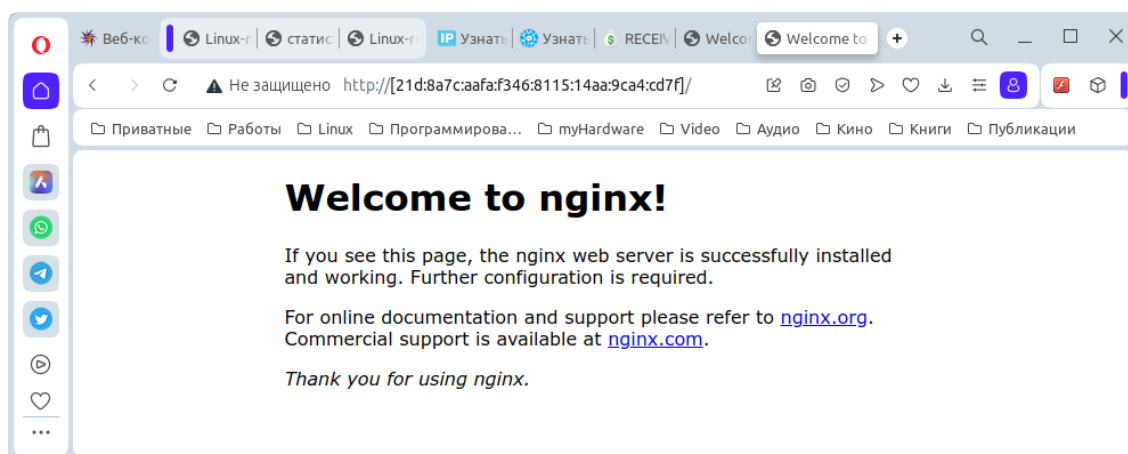 Веб-ко Linux-г статис Linux-г IP Узнать Узнать $ RECEIV Welcor Welcome to
Не защищено http://[21d:8a7c:aafa:f346:8115:14aa:9ca4:cd7f]/
Приватные Работы Linux Программирова... myHardware Video Аудио Кино Книги Публикации
Welcome to nginx!
If you see this page, the nginx web server is successfully installed
and working. Further configuration is required.
For online documentation and support please refer to nginx.org.
Commercial support is available at nginx.com.
Thank you for using nginx.